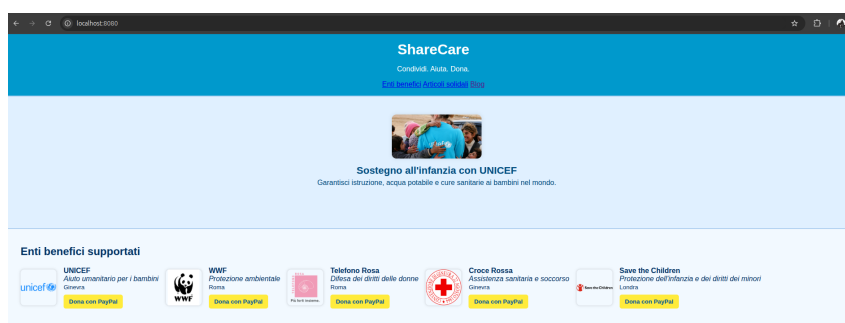 localhost:8080
ShareCare
Condividi. Aiuta. Dona.
Enti benefici Articoli solidali Blog
unicef
Sostegno all'infanzia con UNICEF
Garantisci istruzione, acqua potabile e cure sanitarie ai bambini nel mondo.
Enti benefici supportati
unicef
UNICEF
Aiuto umanitario per i bambini
Ginevra
Dona con PayPal
WWF
WWF
Protezione ambientale
Roma
Dona con PayPal
Più forti insieme.
Telefono Rosa
Difesa dei diritti delle donne
Roma
Dona con PayPal
Croce Rossa
Assistenza sanitaria e soccorso
Ginevra
Dona con PayPal
Save the Children
Save the Children
Protezione dell'infanzia e dei diritti dei minori
Londra
Dona con PayPal